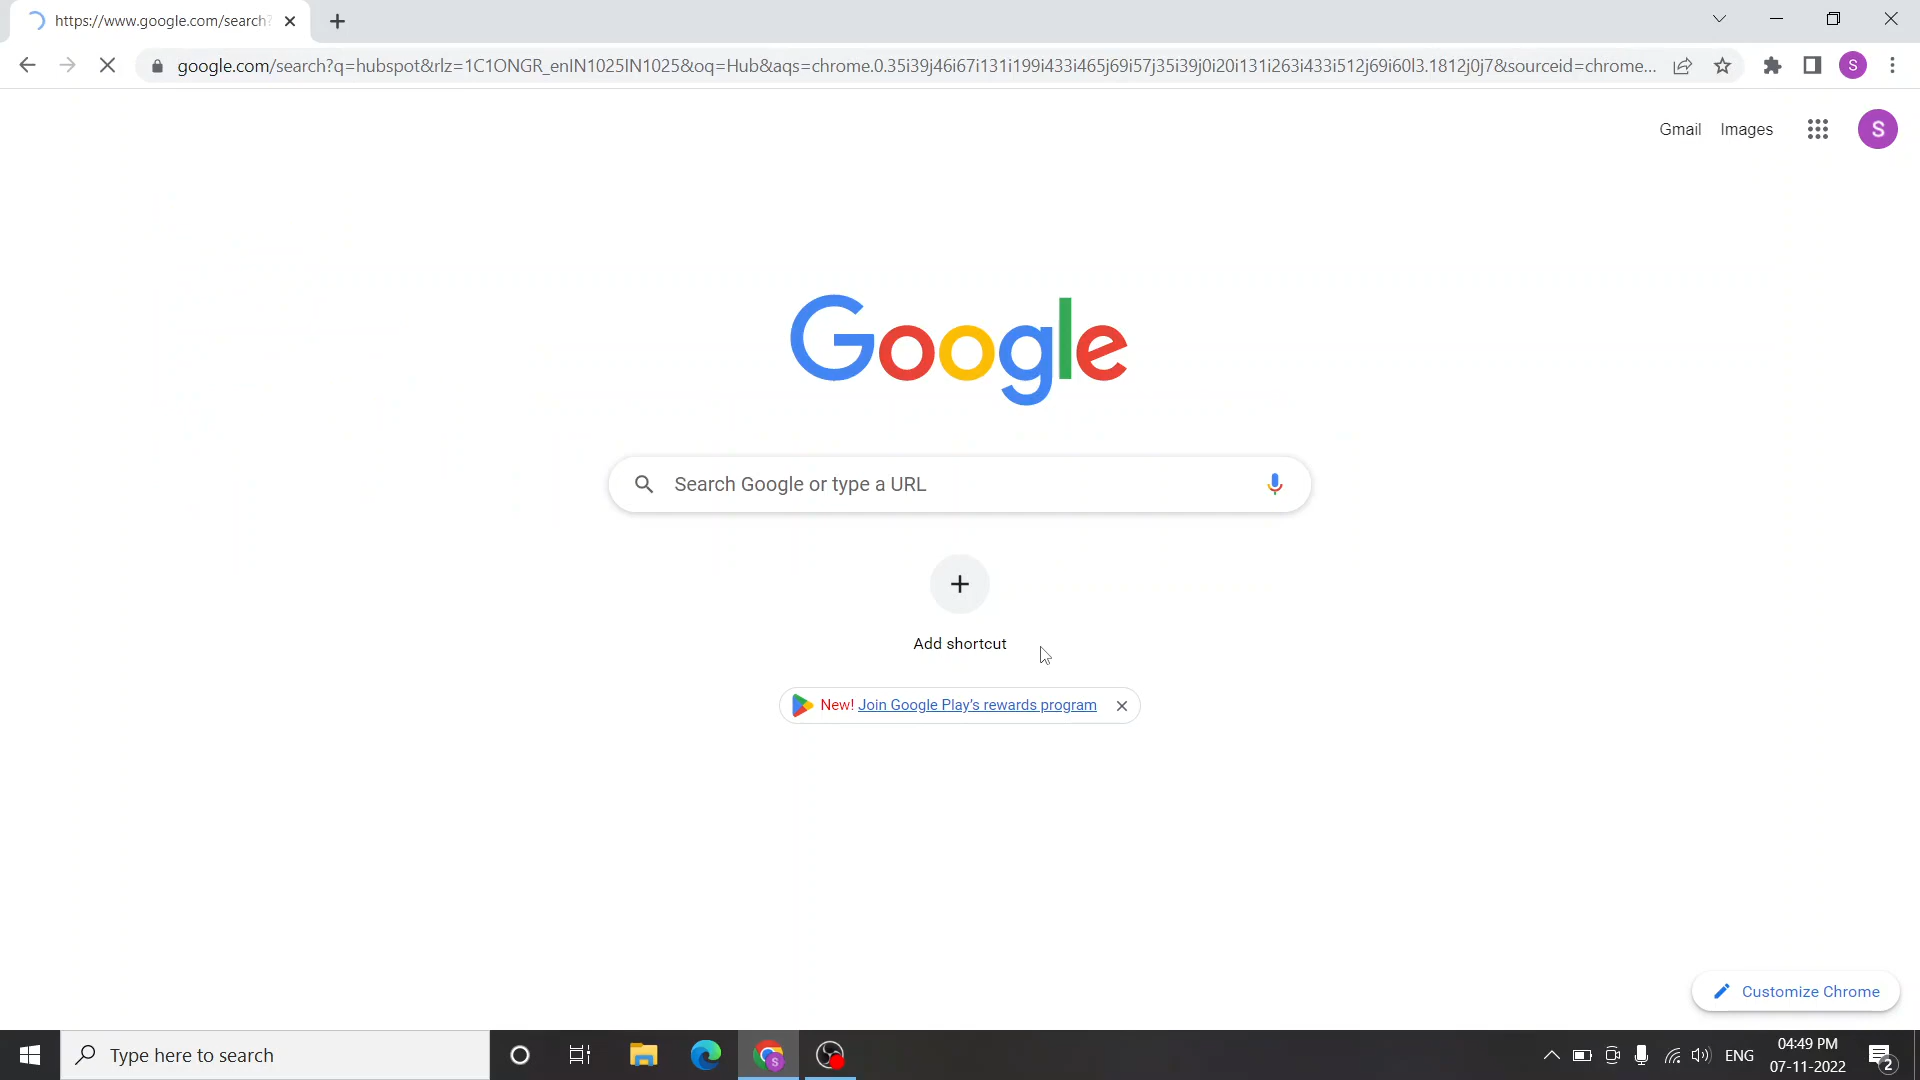 https://www.google.com/search?
google.com/search?q=hubspot&rlz=1C1ONGR_enIN1025IN1025&oq=Hub&aqs=chrome.0.35i39j46i67i131i199i433i465j69i57j35i39j0i20i131i263i433i512j69i60l3.1812j0j7&sourceid=chrome...
S
Gmail Images
S
Google
Search Google or type a URL
Add shortcut
New! Join Google Play's rewards program
Customize Chrome
Type here to search
S
ENG
04:49 PM
07-11-2022
2